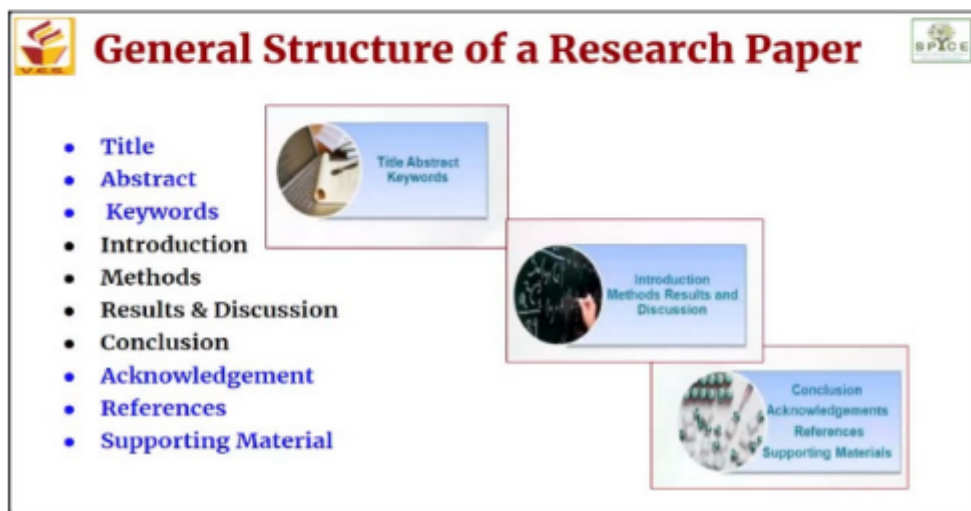 V.E.S.
General Structure of a Research Paper
SPICE
Title
Abstract
Keywords
Introduction
Methods
Results & Discussion
Conclusion
Acknowledgement
References
Supporting Material
Title Abstract
Keywords
Introduction
Methods Results and
Discussion
Conclusion
Acknowledgements
References
Supporting Materials